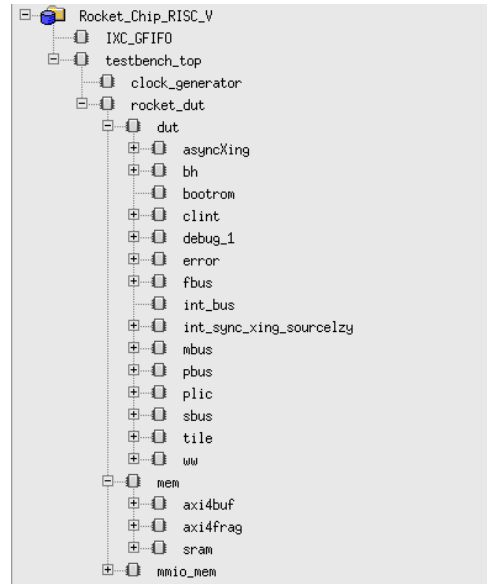 Rocket_Chip_RISC_V
IXC_GFIFO
testbench_top
clock_generator
rocket_dut
dut
asyncXing
bh
bootrom
clint
debug_1
error
fbus
int_bus
int_sync_xing_sourcelzy
mbus
pbus
plic
sbus
tile
ww
mem
axi4buf
axi4frag
sram
mmio_mem